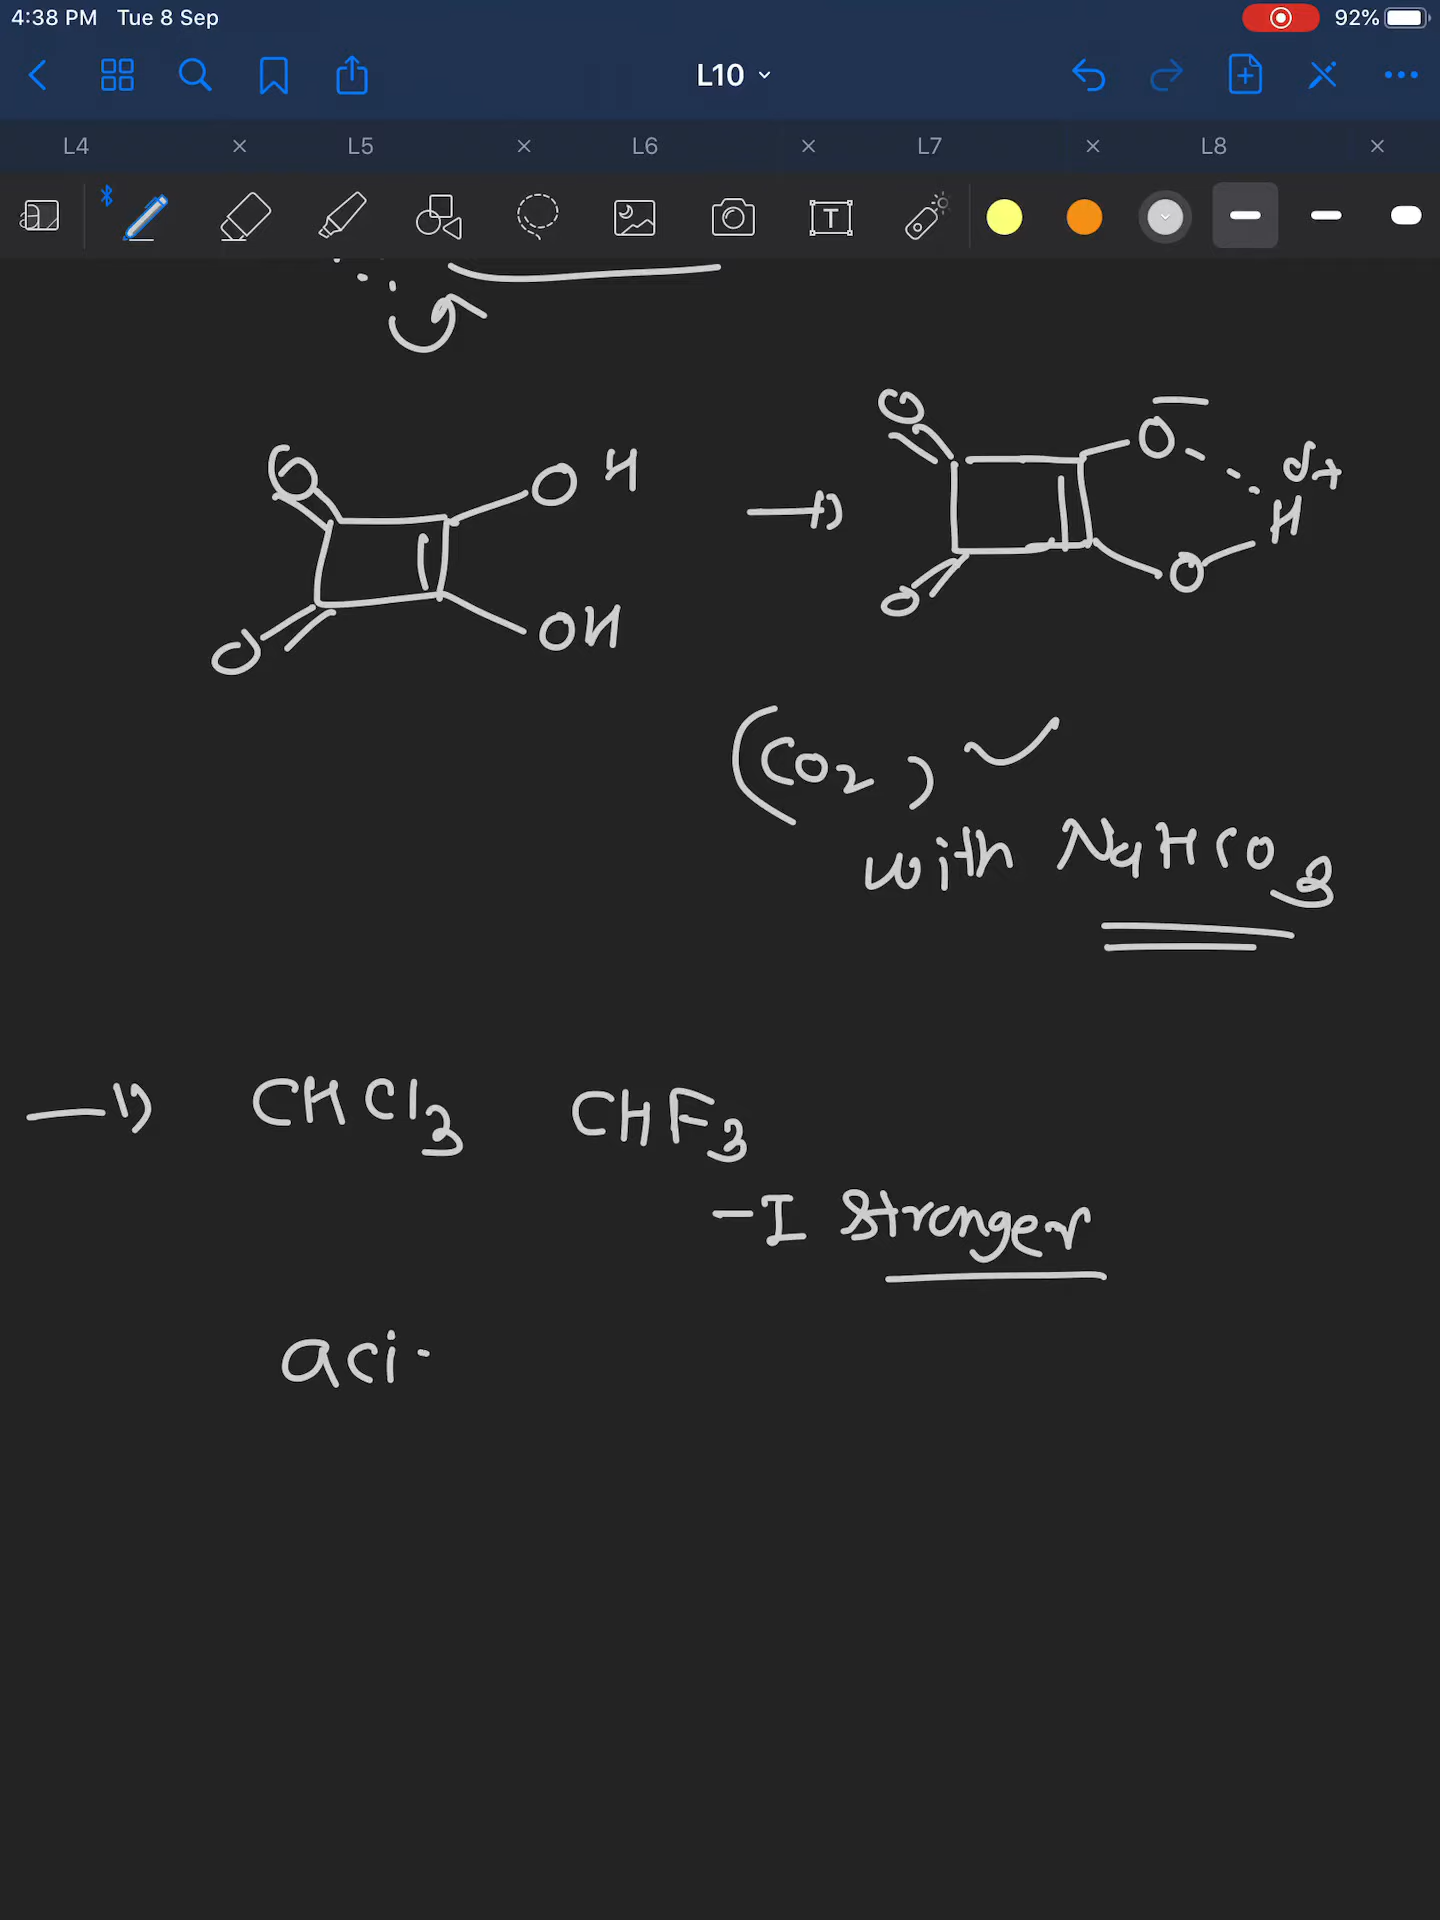 4:38 PM Tue 8 Sep 92%
L10
L4 × L5 × L6 × L7 × L8 ×
a T
O OH O O δ+
H
O OH O O
(CO2)
with NaHCO3
CHCl3 CHF3
-I Stronger
aci